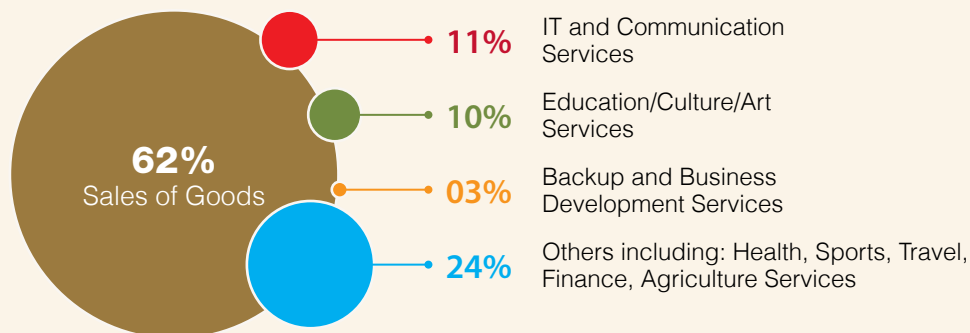 62%
Sales of Goods
11%
IT and Communication
Services
10%
Education/Culture/Art
Services
03%
Backup and Business
Development Services
24%
Others including: Health, Sports, Travel,
Finance, Agriculture Services